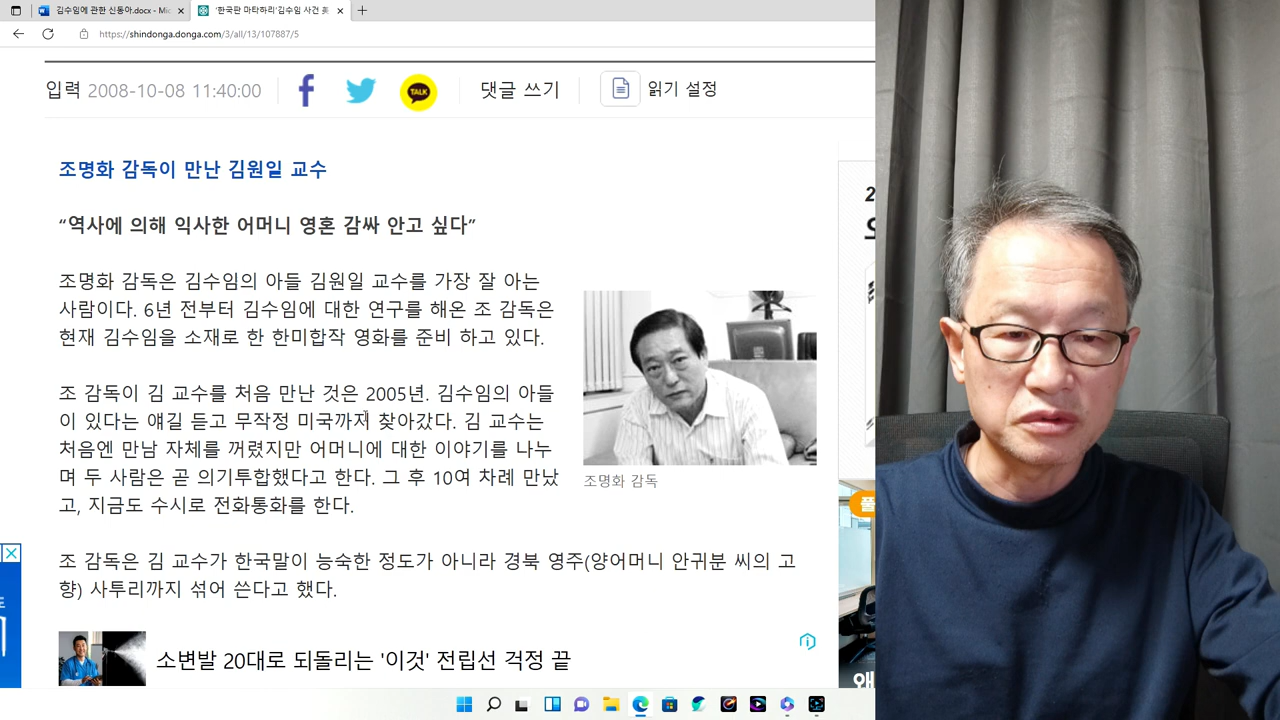 김수임에 관한 신동아.docx - Mic
'한국판 마타하리'김수임 사건 美
https://shindonga.donga.com/3/all/13/107887/5
입력 2008-10-08 11:40:00
TALK
댓글 쓰기
읽기 설정
조명화 감독이 만난 김원일 교수
“역사에 의해 익사한 어머니 영혼 감싸 안고 싶다”
조명화 감독은 김수임의 아들 김원일 교수를 가장 잘 아는
사람이다. 6년 전부터 김수임에 대한 연구를 해온 조 감독은
현재 김수임을 소재로 한 한미합작 영화를 준비 하고 있다.
조 감독이 김 교수를 처음 만난 것은 2005년. 김수임의 아들
이 있다는 얘길 듣고 무작정 미국까지 찾아갔다. 김 교수는
처음엔 만남 자체를 꺼렸지만 어머니에 대한 이야기를 나누
며 두 사람은 곧 의기투합했다고 한다. 그 후 10여 차례 만났
고, 지금도 수시로 전화통화를 한다.
조명화 감독
조 감독은 김 교수가 한국말이 능숙한 정도가 아니라 경북 영주(양어머니 안귀분 씨의 고
향) 사투리까지 섞어 쓴다고 했다.
소변발 20대로 되돌리는 '이것' 전립선 걱정 끝